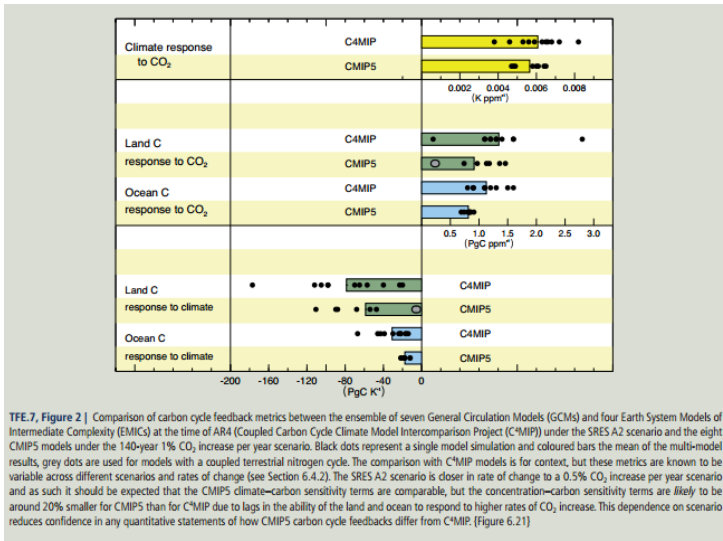 Climate response C4MIP
to CO₂ CMIP5
0.002 0.004 0.006 0.008
(K ppm⁻¹)
Land C C4MIP
response to CO₂ CMIP5
Ocean C C4MIP
response to CO₂ CMIP5
0.5 1.0 1.5 2.0 2.5 3.0
(PgC ppm⁻¹)
Land C C4MIP
response to climate CMIP5
Ocean C C4MIP
response to climate CMIP5
-200 -160 -120 -80 -40 0
(PgC K⁻¹)
TFE.7, Figure 2 | Comparison of carbon cycle feedback metrics between the ensemble of seven General Circulation Models (GCMs) and four Earth System Models of
Intermediate Complexity (EMICs) at the time of AR4 (Coupled Carbon Cycle Climate Model Intercomparison Project (C⁴MIP)) under the SRES A2 scenario and the eight
CMIP5 models under the 140-year 1% CO₂ increase per year scenario. Black dots represent a single model simulation and coloured bars the mean of the multi-model
results, grey dots are used for models with a coupled terrestrial nitrogen cycle. The comparison with C⁴MIP models is for context, but these metrics are known to be
variable across different scenarios and rates of change (see Section 6.4.2). The SRES A2 scenario is closer in rate of change to a 0.5% CO₂ increase per year scenario
and as such it should be expected that the CMIP5 climate–carbon sensitivity terms are comparable, but the concentration–carbon sensitivity terms are likely to be
around 20% smaller for CMIP5 than for C⁴MIP due to lags in the ability of the land and ocean to respond to higher rates of CO₂ increase. This dependence on scenario
reduces confidence in any quantitative statements of how CMIP5 carbon cycle feedbacks differ from C⁴MIP. {Figure 6.21}